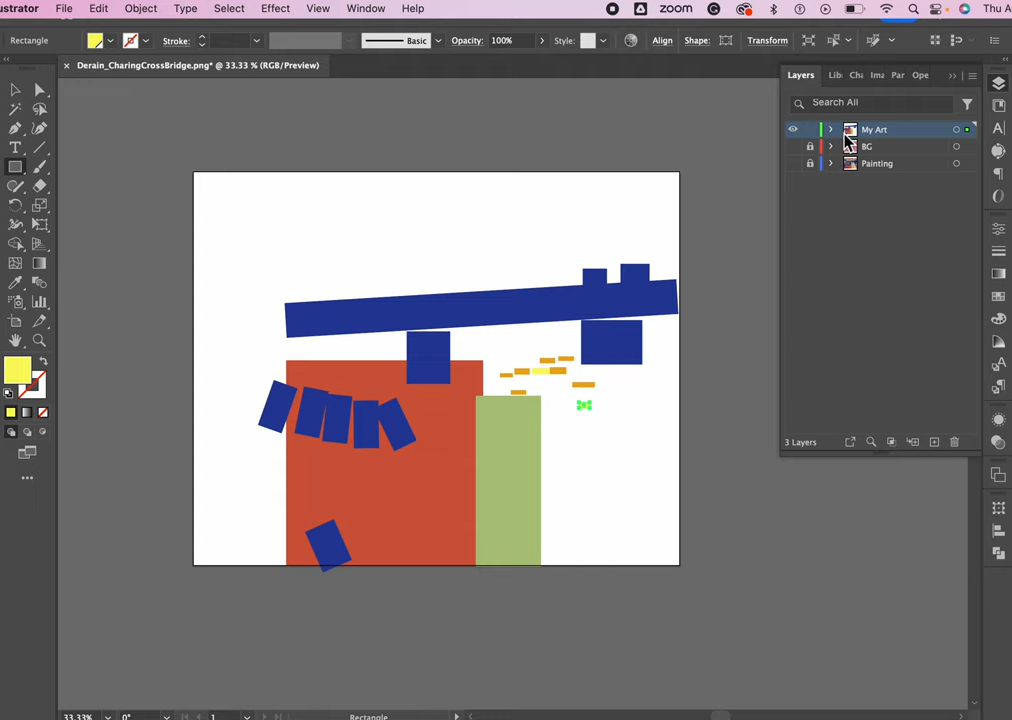 ustrator File Edit Object Type Select Effect View Window Help zoom Thu A
Rectangle Stroke: Basic Opacity: 100% Style: Align Shape: Transform
× Derain_CharingCrossBridge.png* @ 33.33 % (RGB/Preview)
Layers Lib Cha Ima Par Ope
Search All
My Art
BG
Painting
3 Layers
33.33% 0° 1 Rectangle